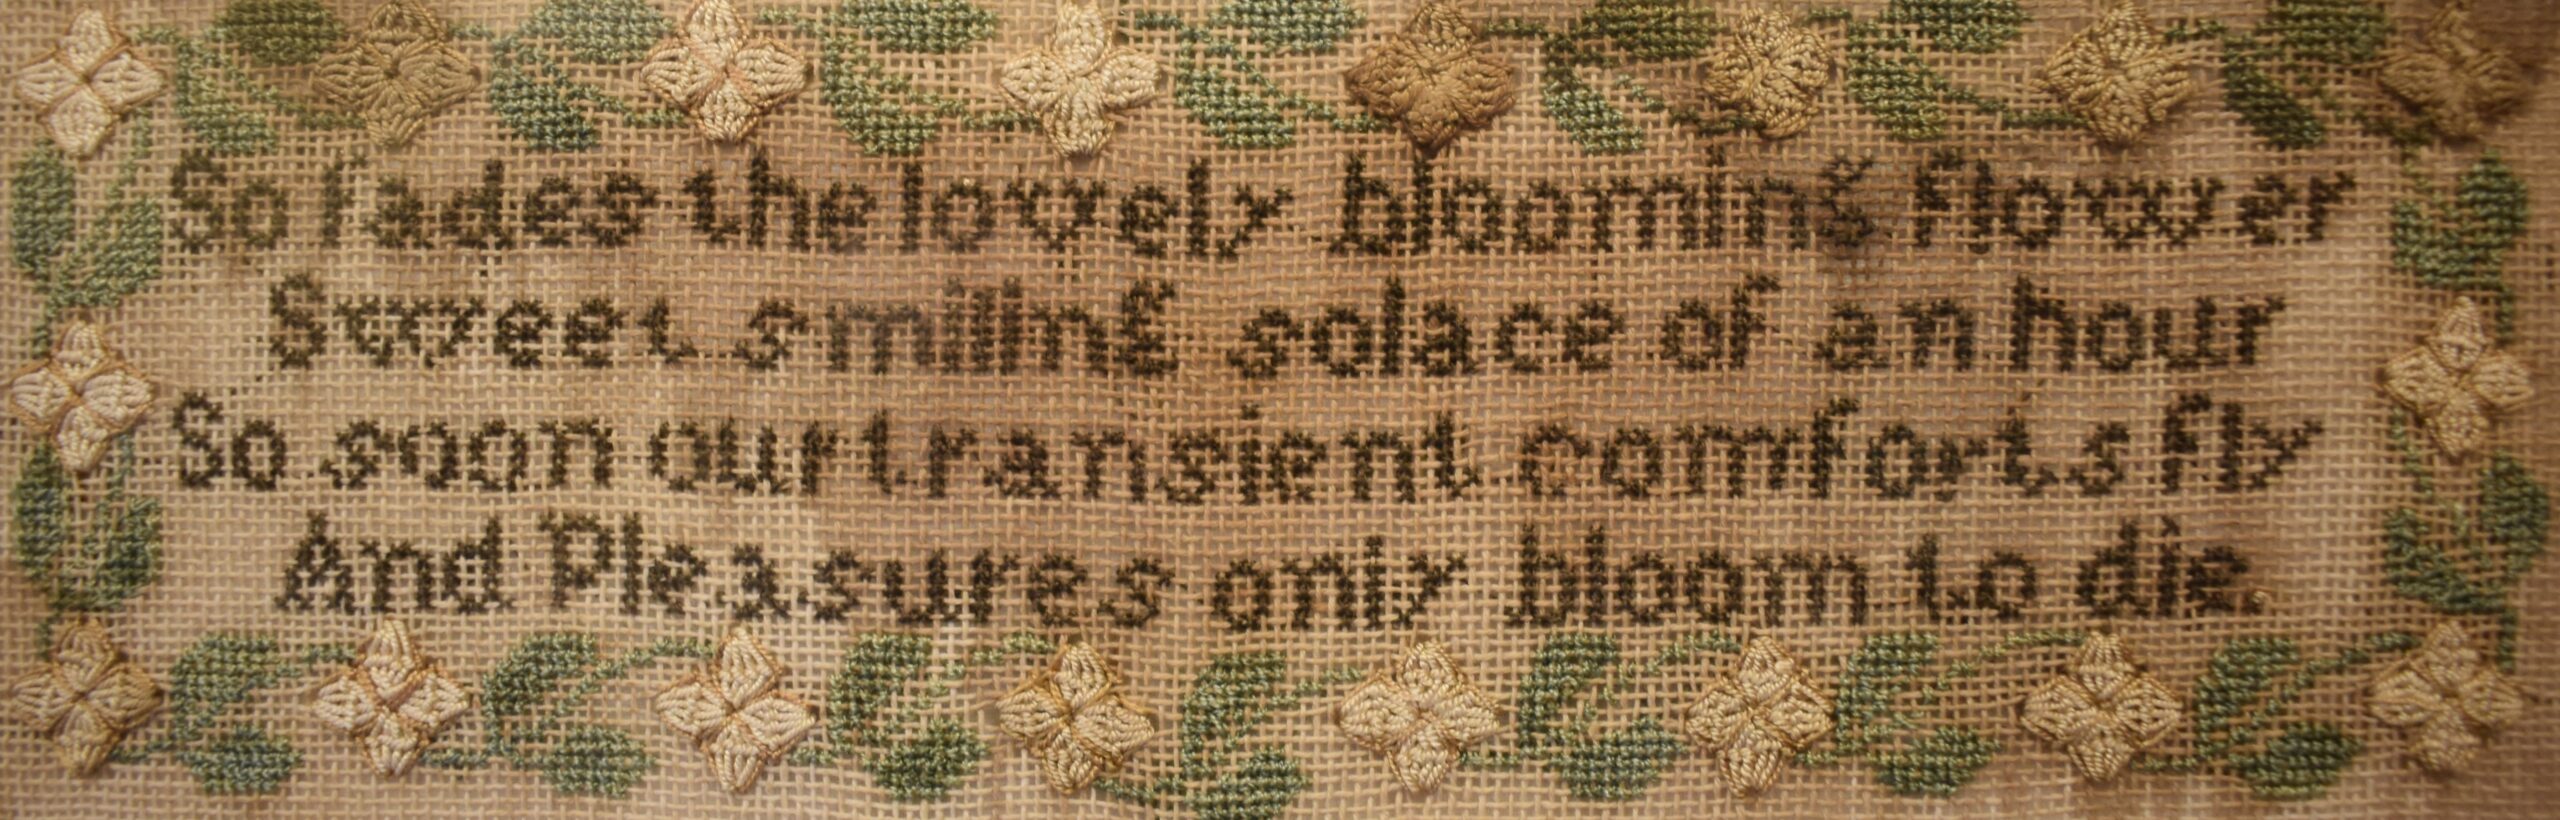 So fades the lovely blooming flower
Sweet smiling solace of an hour
So soon our transient comforts fly
And Pleasures only bloom to die.